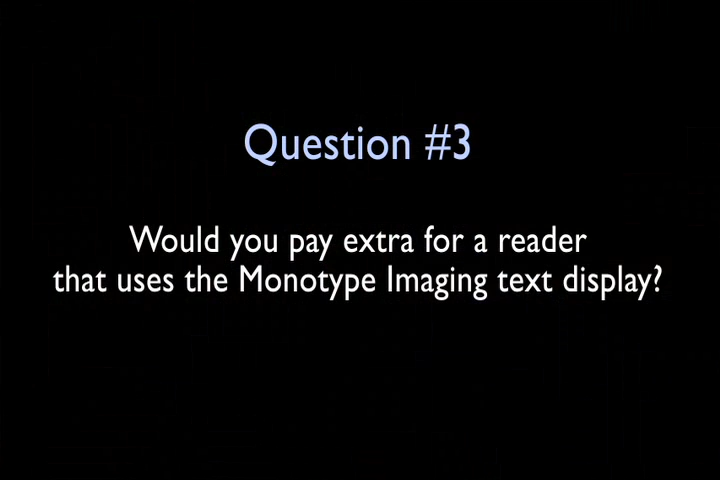 Question #3
Would you pay extra for a reader
that uses the Monotype Imaging text display?